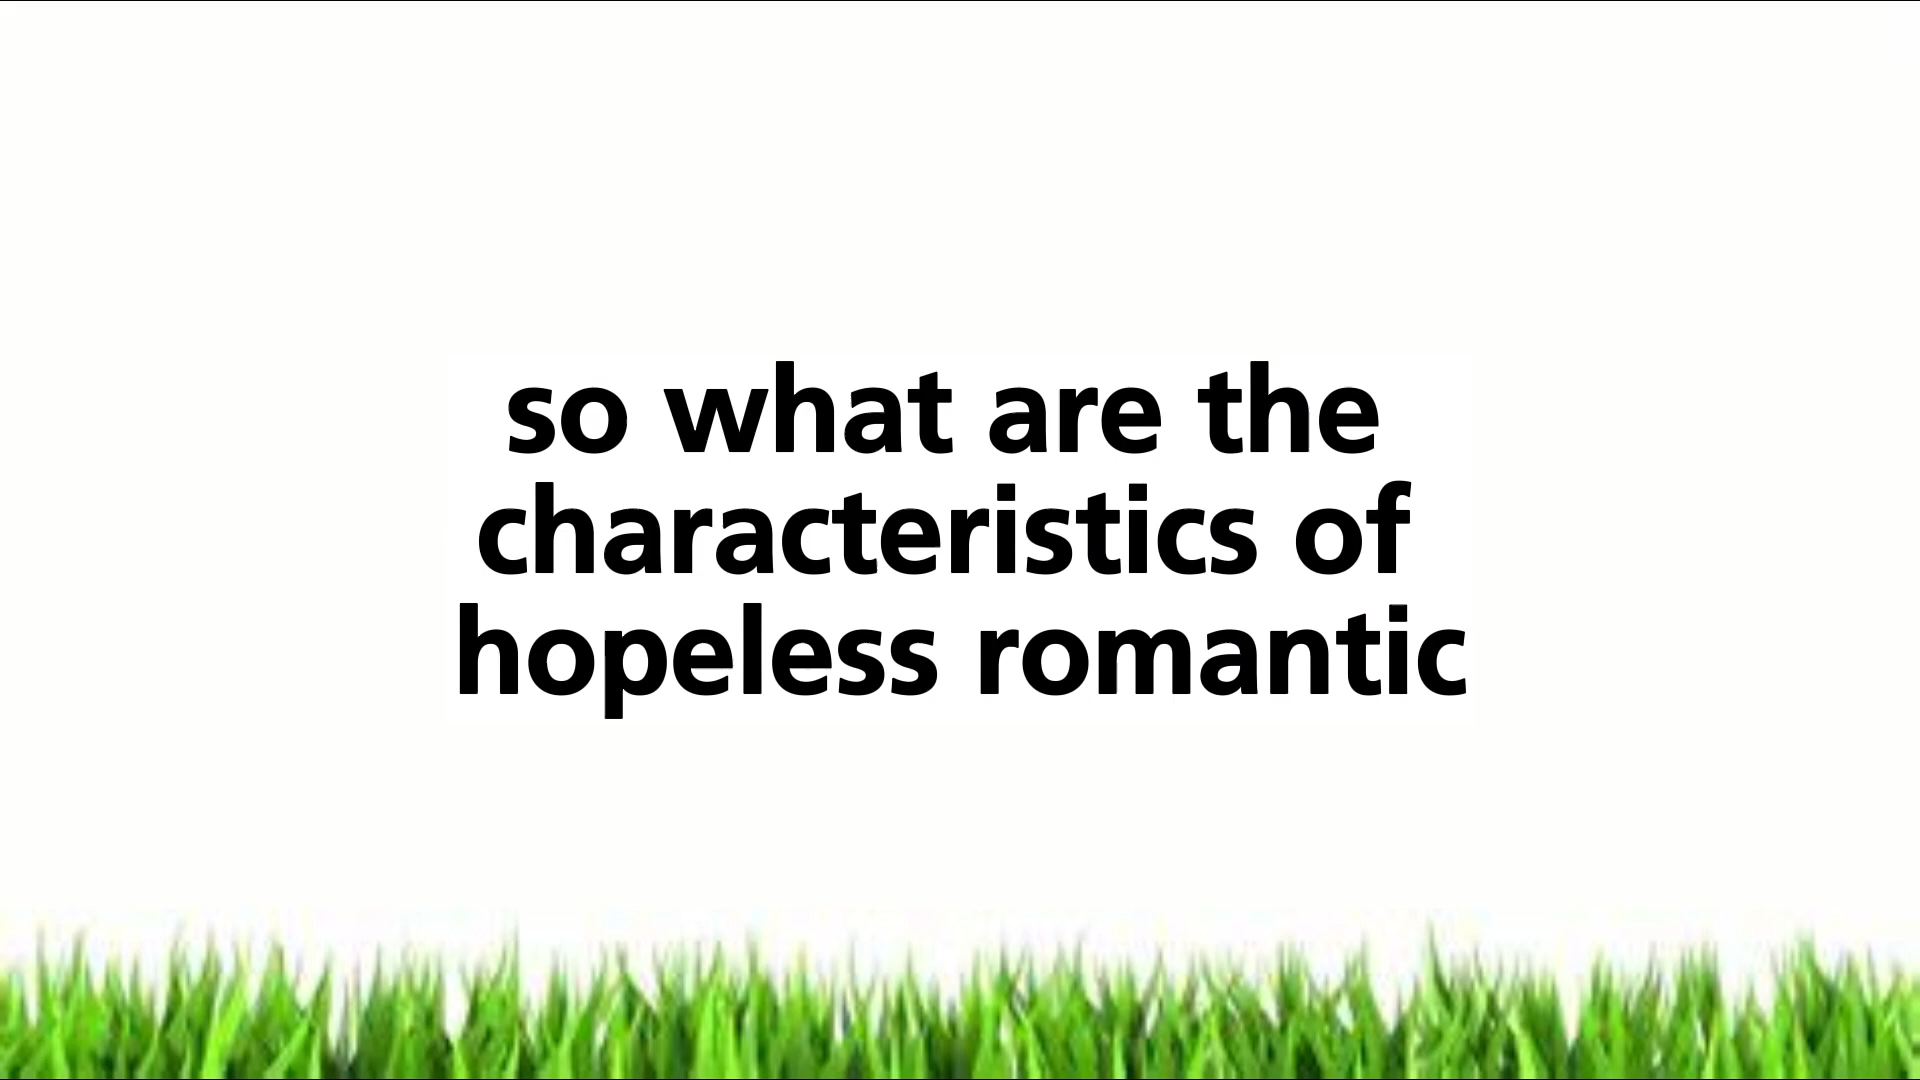 so what are the
characteristics of
hopeless romantic